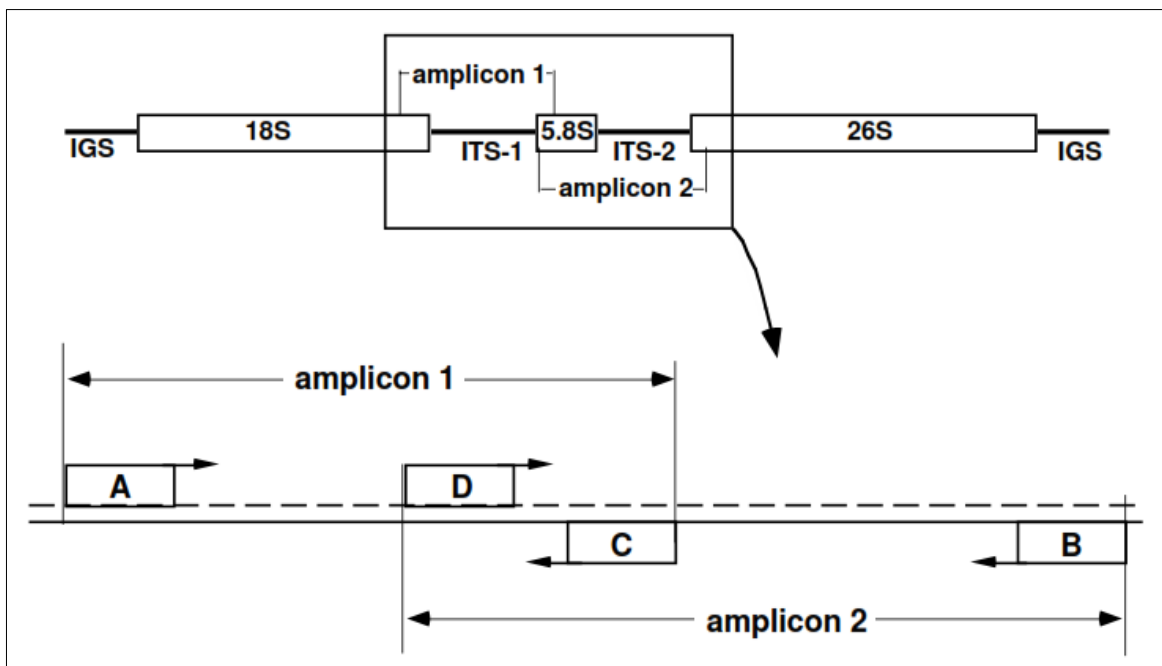 amplicon 1
18S 5.8S 26S
IGS ITS-1 ITS-2 IGS
amplicon 2
amplicon 1
A D
C B
amplicon 2